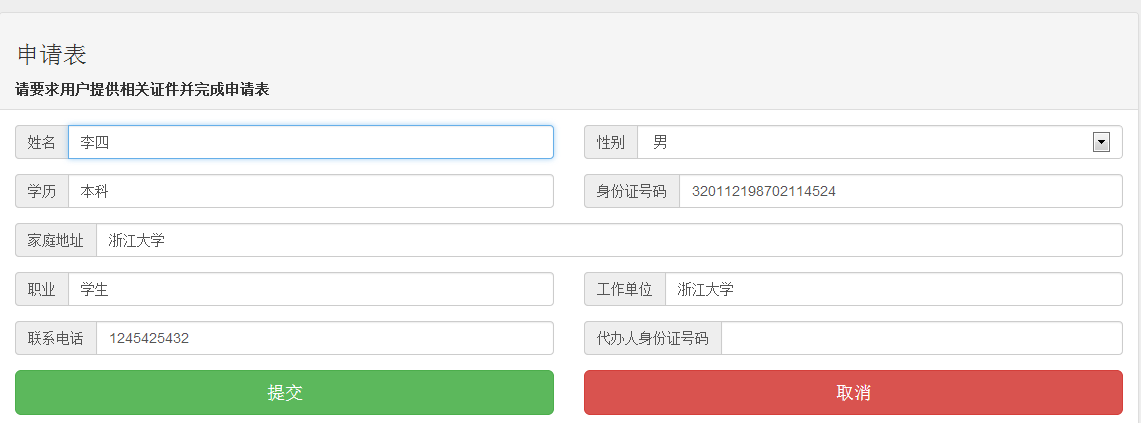 申请表
请要求用户提供相关证件并完成申请表
姓名 李四 性别 男
学历 本科 身份证号码 320112198702114524
家庭地址 浙江大学
职业 学生 工作单位 浙江大学
联系电话 1245425432 代办人身份证号码
提交 取消